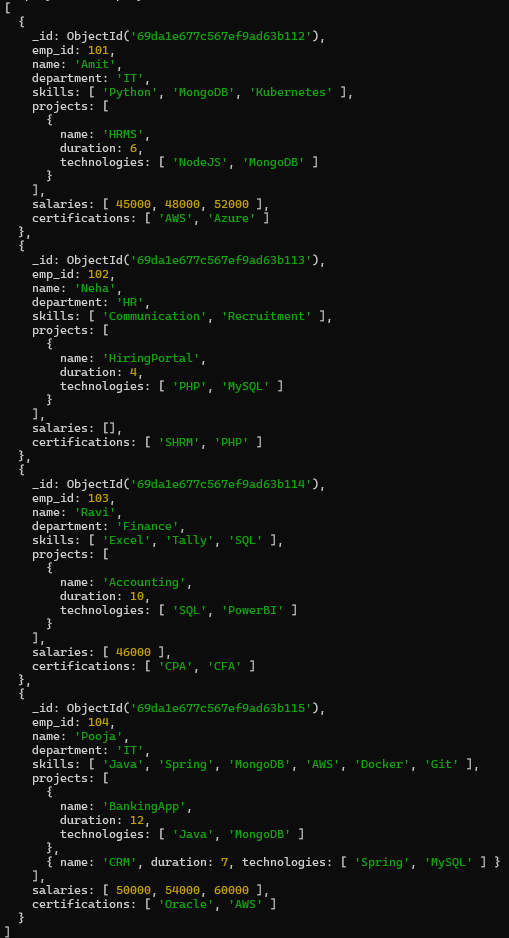 [
  {
    _id: ObjectId('69da1e677c567ef9ad63b112'),
    emp_id: 101,
    name: 'Amit',
    department: 'IT',
    skills: [ 'Python', 'MongoDB', 'Kubernetes' ],
    projects: [
      {
        name: 'HRMS',
        duration: 6,
        technologies: [ 'NodeJS', 'MongoDB' ]
      }
    ],
    salaries: [ 45000, 48000, 52000 ],
    certifications: [ 'AWS', 'Azure' ]
  },
  {
    _id: ObjectId('69da1e677c567ef9ad63b113'),
    emp_id: 102,
    name: 'Neha',
    department: 'HR',
    skills: [ 'Communication', 'Recruitment' ],
    projects: [
      {
        name: 'HiringPortal',
        duration: 4,
        technologies: [ 'PHP', 'MySQL' ]
      }
    ],
    salaries: [],
    certifications: [ 'SHRM', 'PHP' ]
  },
  {
    _id: ObjectId('69da1e677c567ef9ad63b114'),
    emp_id: 103,
    name: 'Ravi',
    department: 'Finance',
    skills: [ 'Excel', 'Tally', 'SQL' ],
    projects: [
      {
        name: 'Accounting',
        duration: 10,
        technologies: [ 'SQL', 'PowerBI' ]
      }
    ],
    salaries: [ 46000 ],
    certifications: [ 'CPA', 'CFA' ]
  },
  {
    _id: ObjectId('69da1e677c567ef9ad63b115'),
    emp_id: 104,
    name: 'Pooja',
    department: 'IT',
    skills: [ 'Java', 'Spring', 'MongoDB', 'AWS', 'Docker', 'Git' ],
    projects: [
      {
        name: 'BankingApp',
        duration: 12,
        technologies: [ 'Java', 'MongoDB' ]
      },
      { name: 'CRM', duration: 7, technologies: [ 'Spring', 'MySQL' ] }
    ],
    salaries: [ 50000, 54000, 60000 ],
    certifications: [ 'Oracle', 'AWS' ]
  }
]